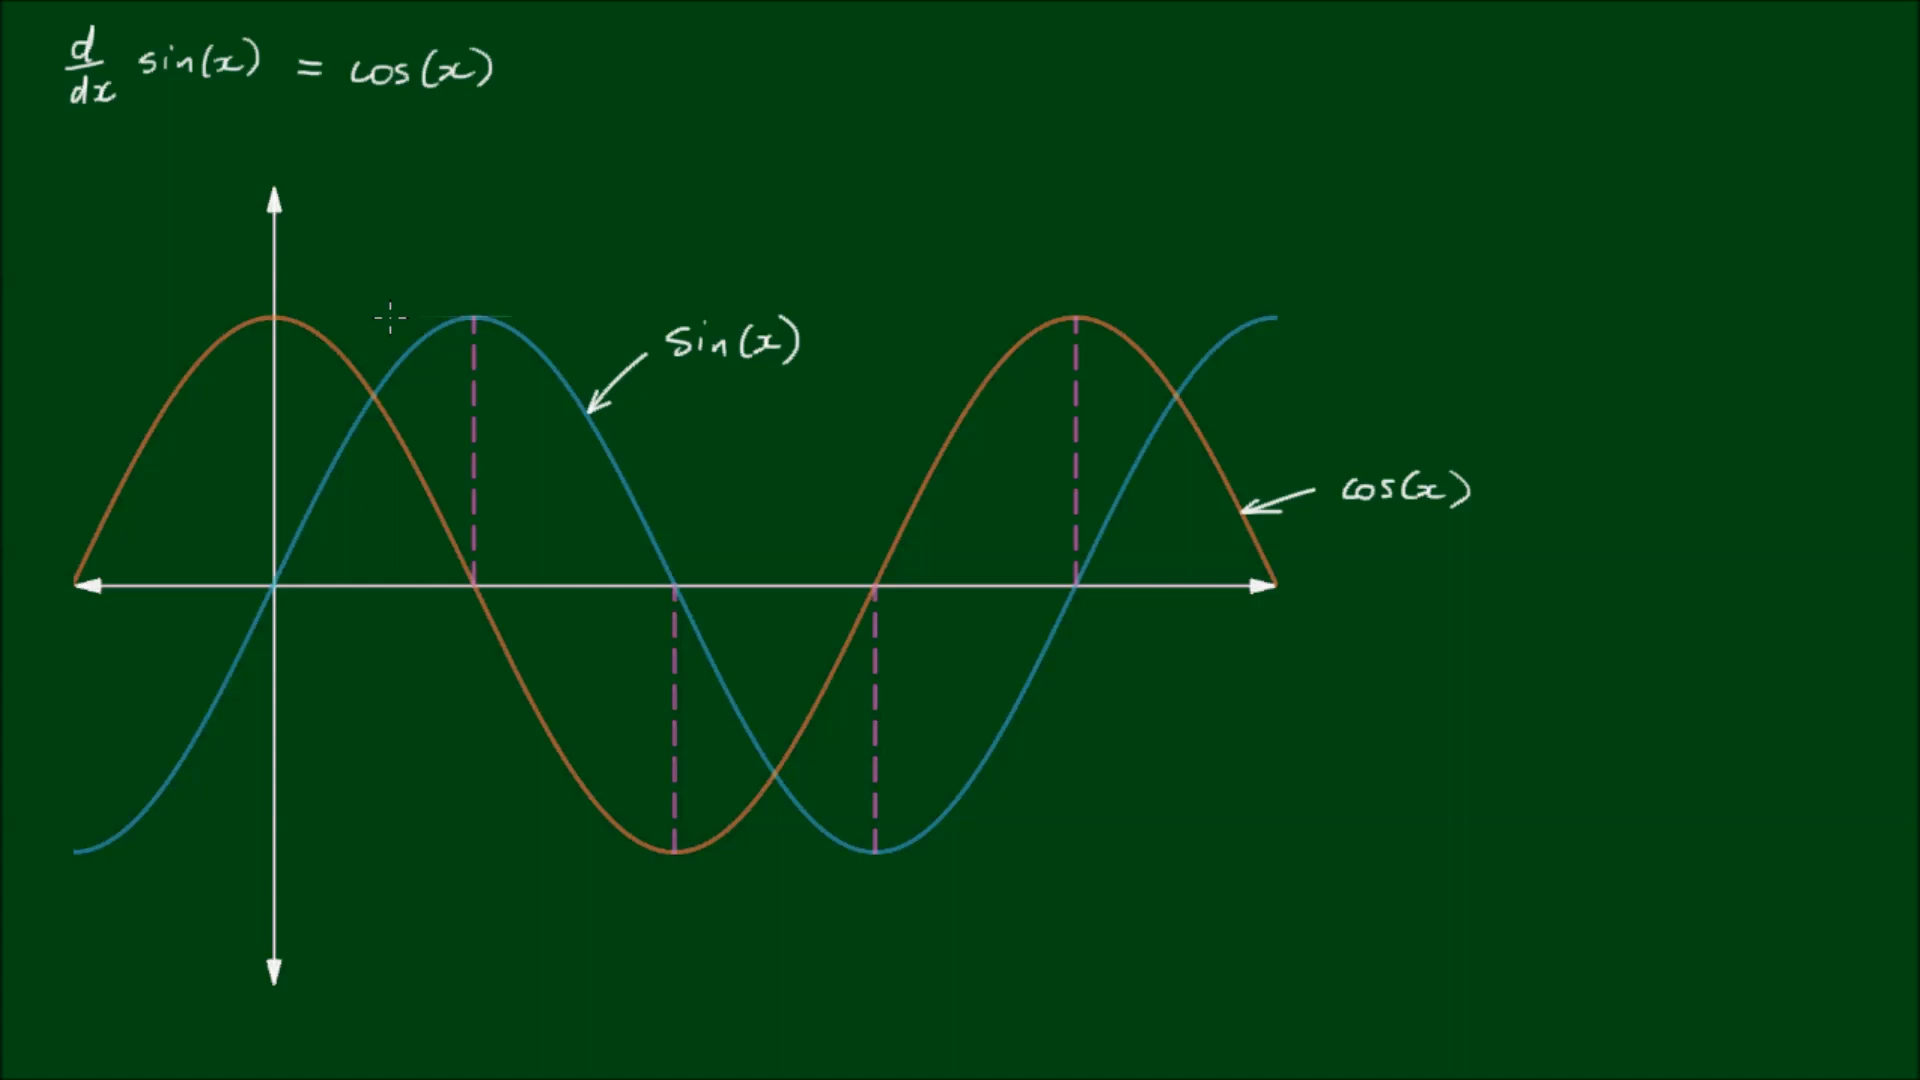 d/dx sin(x) = cos(x)
sin(x)
cos(x)